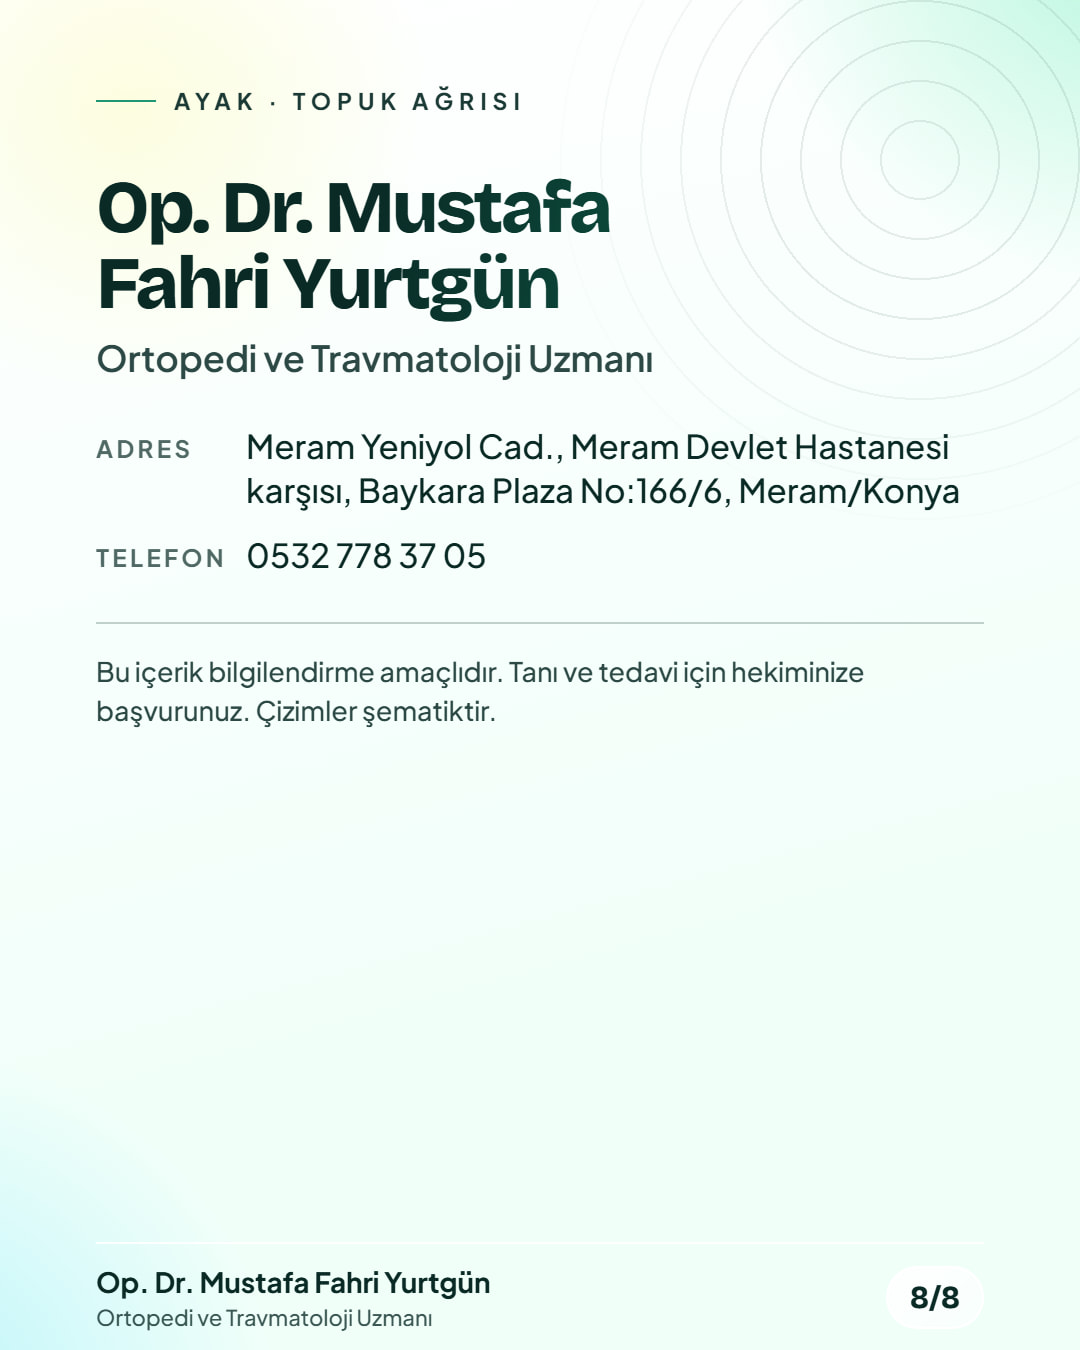 AYAK · TOPUK AĞRISI
Op. Dr. Mustafa
Fahri Yurtgün
Ortopedi ve Travmatoloji Uzmanı
ADRES Meram Yeniyol Cad., Meram Devlet Hastanesi
karşısı, Baykara Plaza No:166/6, Meram/Konya
TELEFON 0532 778 37 05
Bu içerik bilgilendirme amaçlıdır. Tanı ve tedavi için hekiminize
başvurunuz. Çizimler şematiktir.
Op. Dr. Mustafa Fahri Yurtgün
Ortopedi ve Travmatoloji Uzmanı
8/8